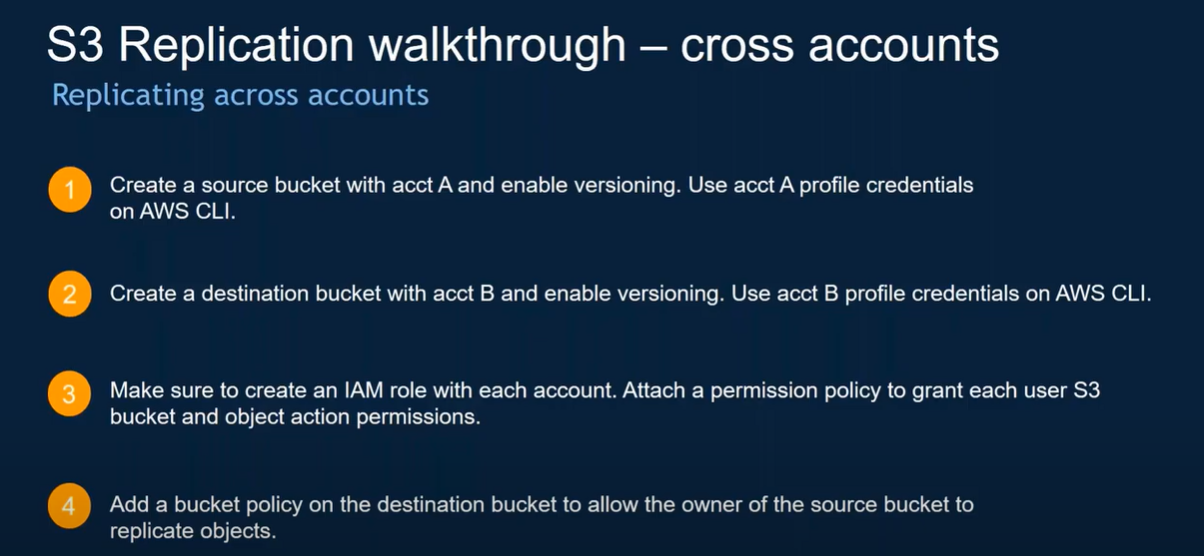 S3 Replication walkthrough – cross accounts
Replicating across accounts
1
Create a source bucket with acct A and enable versioning. Use acct A profile credentials
on AWS CLI.
2
Create a destination bucket with acct B and enable versioning. Use acct B profile credentials on AWS CLI.
3
Make sure to create an IAM role with each account. Attach a permission policy to grant each user S3
bucket and object action permissions.
4
Add a bucket policy on the destination bucket to allow the owner of the source bucket to
replicate objects.